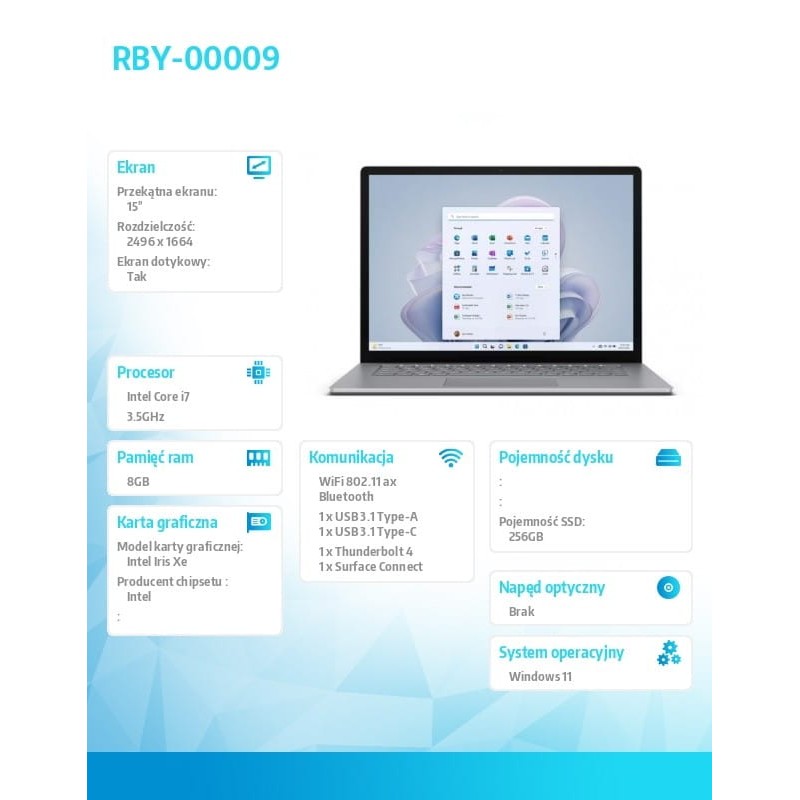 RBY-00009
Ekran
Przekątna ekranu:
15"
Rozdzielczość:
2496 x 1664
Ekran dotykowy:
Tak
Procesor
Intel Core i7
3.5GHz
Pamięć ram
8GB
Karta graficzna
Model karty graficznej:
Intel Iris Xe
Producent chipsetu :
Intel
:
Komunikacja
WiFi 802.11 ax
Bluetooth
1 x USB 3.1 Type-A
1 x USB 3.1 Type-C
1 x Thunderbolt 4
1 x Surface Connect
Pojemność dysku
:
:
Pojemność SSD:
256GB
Napęd optyczny
Brak
System operacyjny
Windows 11